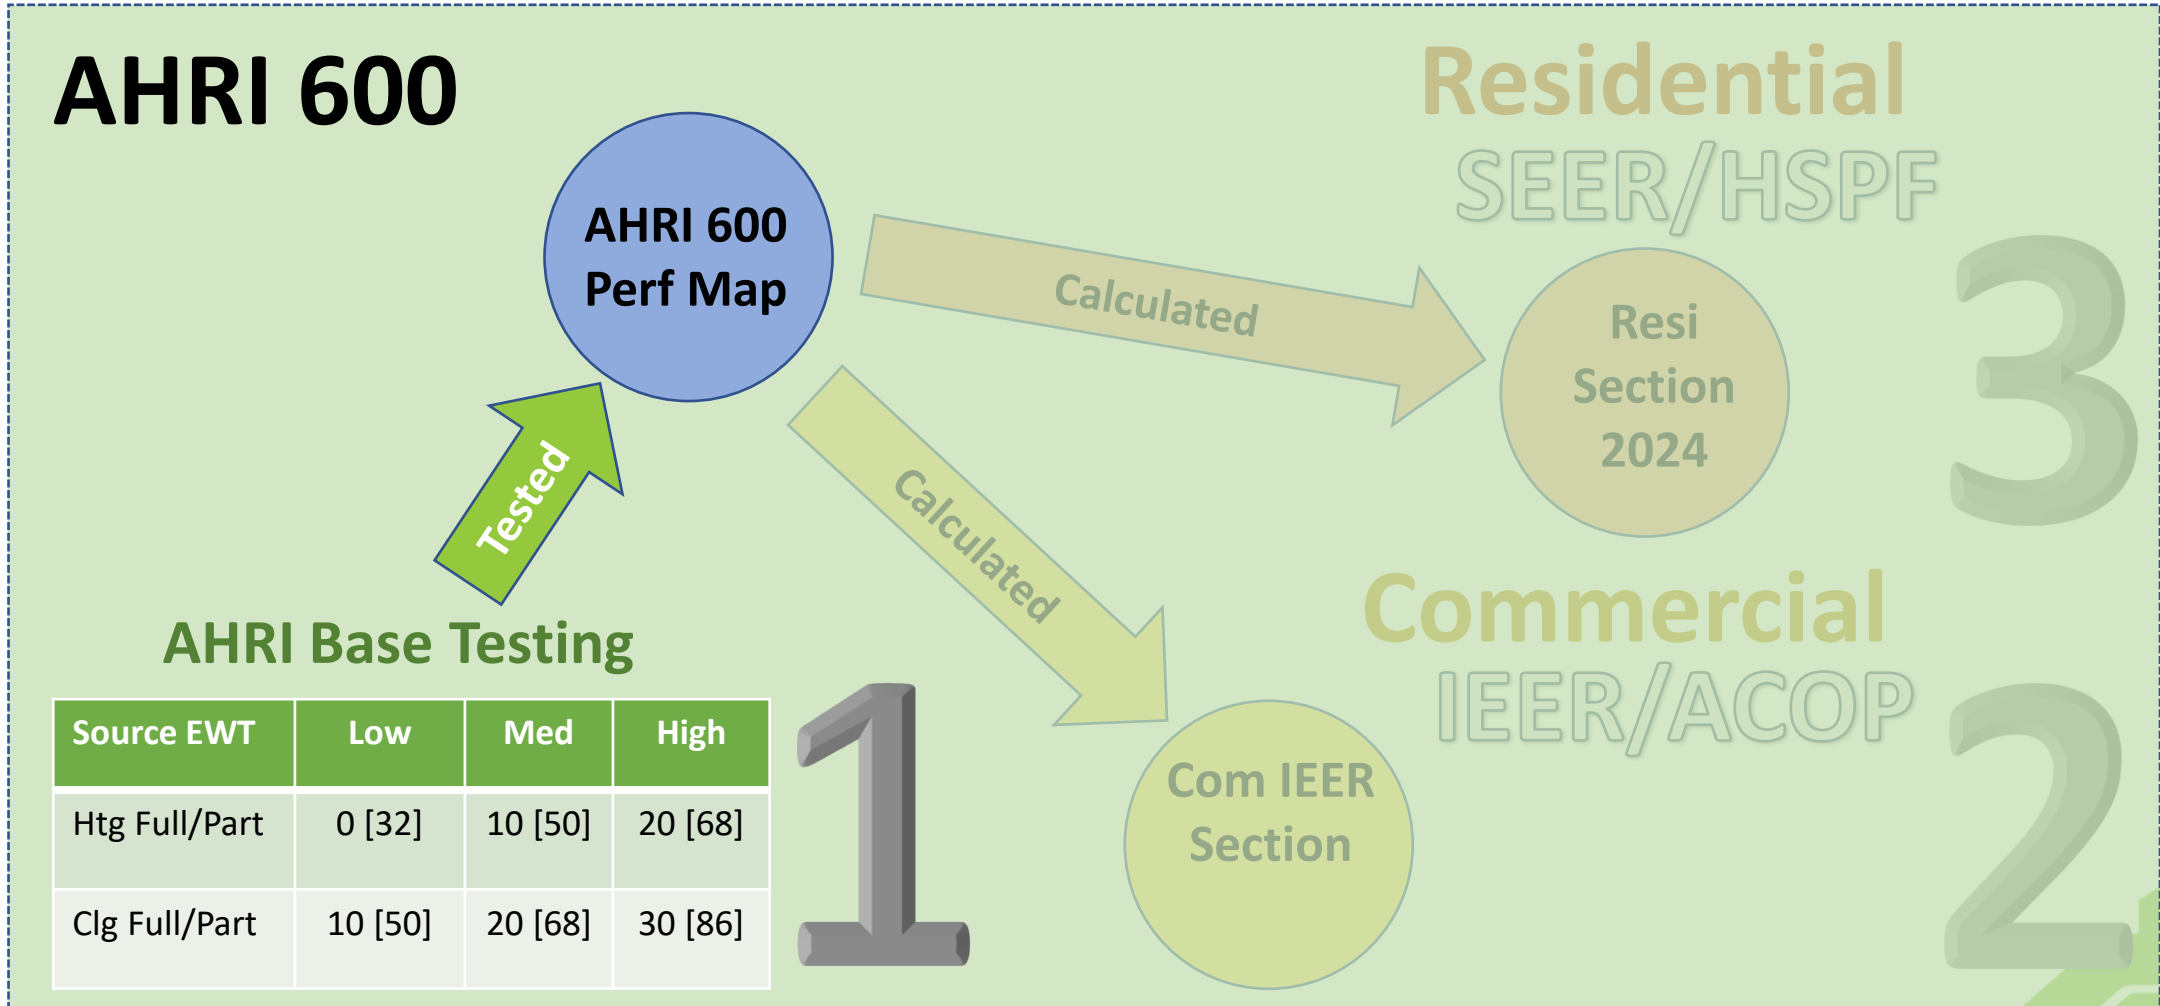 AHRI 600
AHRI 600
Perf Map
Tested
AHRI Base Testing
Source EWT Low Med High
Htg Full/Part 0 [32] 10 [50] 20 [68]
Clg Full/Part 10 [50] 20 [68] 30 [86]
1
Calculated
Calculated
Residential
SEER/HSPF
Resi
Section
2024
3
Commercial
IEER/ACOP
Com IEER
Section
2